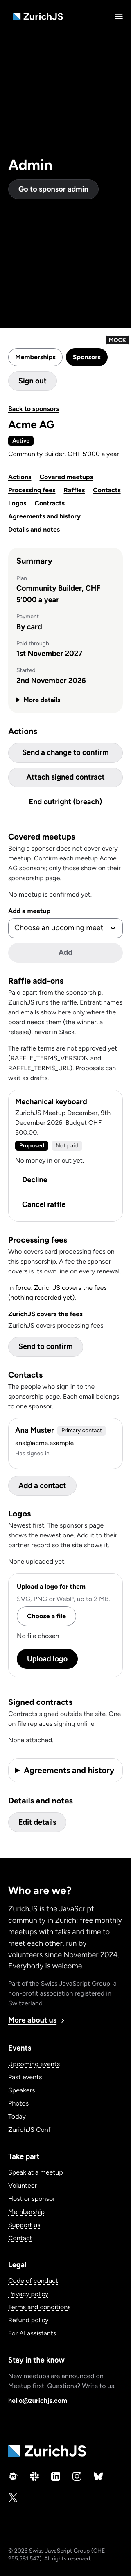 ZurichJS
Admin
Go to sponsor admin
MOCK
Memberships
Sponsors
Sign out
Back to sponsors
Acme AG
Active
Community Builder, CHF 5'000 a year
Actions Covered meetups
Processing fees Raffles Contacts
Logos Contracts
Agreements and history
Details and notes
Summary
Plan
Community Builder, CHF
5'000 a year
Payment
By card
Paid through
1st November 2027
Started
2nd November 2026
More details
Actions
Send a change to confirm
Attach signed contract
End outright (breach)
Covered meetups
Being a sponsor does not cover every
meetup. Confirm each meetup Acme
AG sponsors; only those show on their
sponsorship page.
No meetup is confirmed yet.
Add a meetup
Choose an upcoming meetu
Add
Raffle add-ons
Paid apart from the sponsorship.
ZurichJS runs the raffle. Entrant names
and emails show here only where the
board needs them (the winner, a
release), never in Slack.
The raffle terms are not approved yet
(RAFFLE_TERMS_VERSION and
RAFFLE_TERMS_URL). Proposals can
wait as drafts.
Mechanical keyboard
ZurichJS Meetup December, 9th
December 2026. Budget CHF
500.00.
Proposed
Not paid
No money in or out yet.
Decline
Cancel raffle
Processing fees
Who covers card processing fees on
this sponsorship. A fee the sponsor
covers is its own line on every renewal.
In force: ZurichJS covers the fees
(nothing recorded yet).
ZurichJS covers the fees
ZurichJS covers processing fees.
Send to confirm
Contacts
The people who sign in to the
sponsorship page. Each email belongs
to one sponsor.
Ana Muster Primary contact
ana@acme.example
Has signed in
Add a contact
Logos
Newest first. The sponsor's page
shows the newest one. Add it to their
partner record so the site shows it.
None uploaded yet.
Upload a logo for them
SVG, PNG or WebP, up to 2 MB.
Choose a file
No file chosen
Upload logo
Signed contracts
Contracts signed outside the site. One
on file replaces signing online.
None attached.
Agreements and history
Details and notes
Edit details
Who are we?
ZurichJS is the JavaScript
community in Zurich: free monthly
meetups with talks and time to
meet each other, run by
volunteers since November 2024.
Everybody is welcome.
Part of the Swiss JavaScript Group, a
non-profit association registered in
Switzerland.
More about us
Events
Upcoming events
Past events
Speakers
Photos
Today
ZurichJS Conf
Take part
Speak at a meetup
Volunteer
Host or sponsor
Membership
Support us
Contact
Legal
Code of conduct
Privacy policy
Terms and conditions
Refund policy
For AI assistants
Stay in the know
New meetups are announced on
Meetup first. Questions? Write to us.
hello@zurichjs.com
ZurichJS
© 2026 Swiss JavaScript Group (CHE-
255.581.547). All rights reserved.